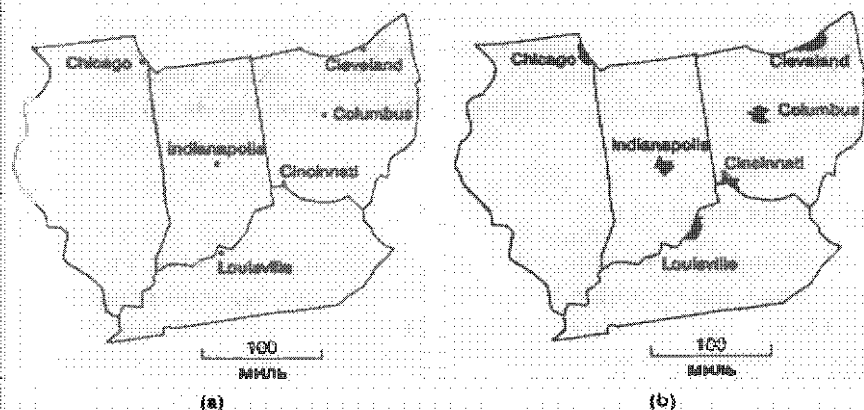 Chicago
Cleveland
Columbus
Indianapolis
Cincinnati
Louisville
100
миль
(a)
Chicago
Cleveland
Columbus
Indianapolis
Cincinnati
Louisville
100
миль
(b)